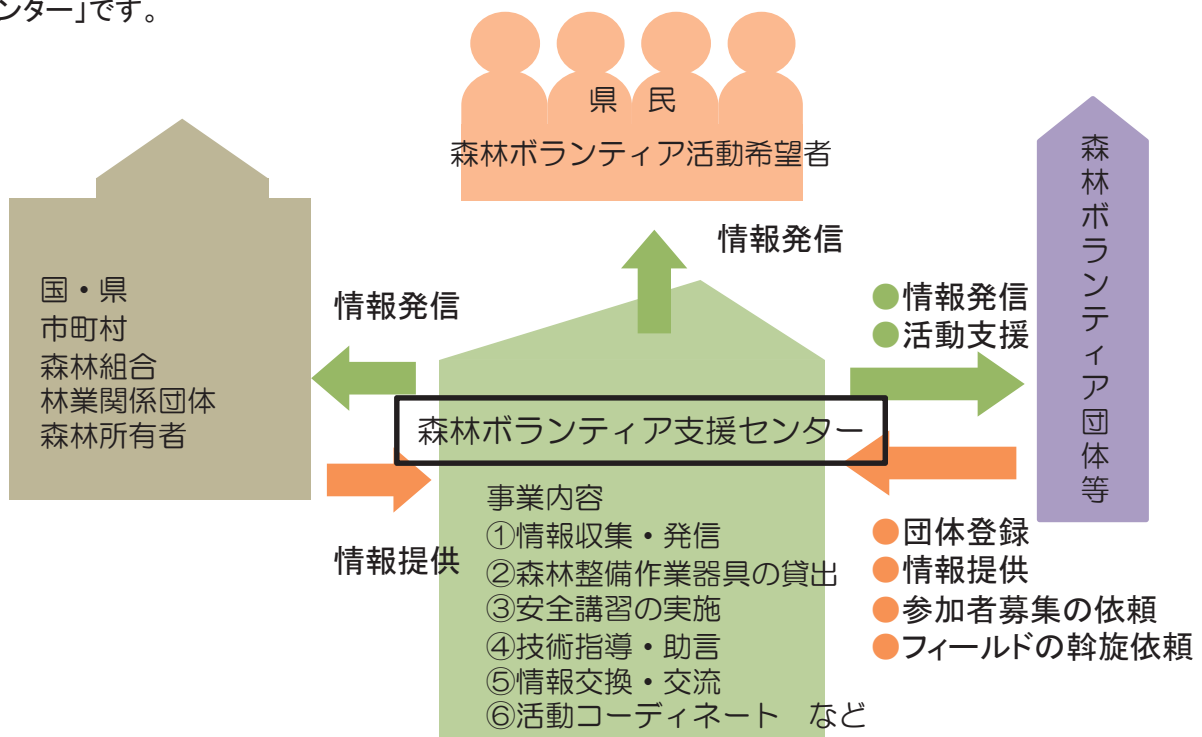 ンター」です。
県　民
森林ボランティア活動希望者
情報発信
国・県
市町村
森林組合
林業関係団体
森林所有者
情報発信
情報提供
森林ボランティア支援センター
事業内容
①情報収集・発信
②森林整備作業器具の貸出
③安全講習の実施
④技術指導・助言
⑤情報交換・交流
⑥活動コーディネート　など
●情報発信
●活動支援
森林ボランティア団体等
●団体登録
●情報提供
●参加者募集の依頼
●フィールドの斡旋依頼